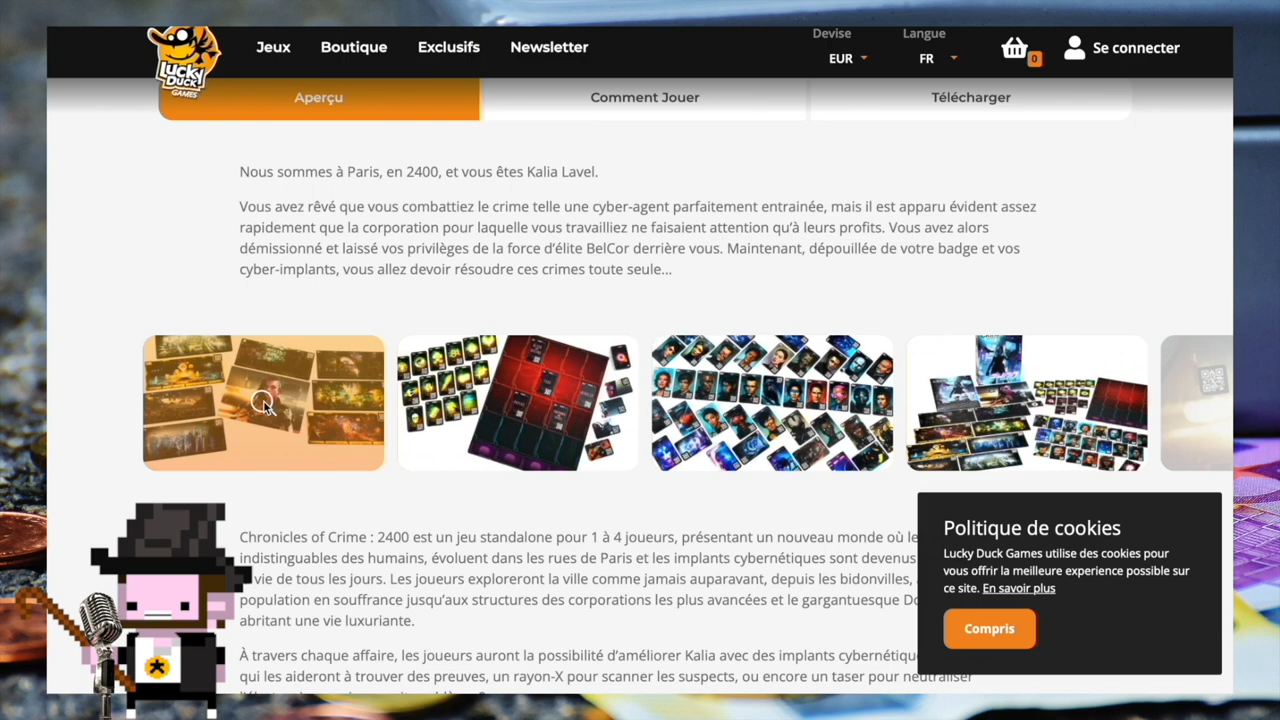 Devise
Langue
Lucky
Duck
GAMES
Jeux
Boutique
Exclusifs
Newsletter
EUR
FR
0
Se connecter
Aperçu
Comment Jouer
Télécharger
Nous sommes à Paris, en 2400, et vous êtes Kalia Lavel.
Vous avez rêvé que vous combattiez le crime telle une cyber-agent parfaitement entrainée, mais il est apparu évident assez
rapidement que la corporation pour laquelle vous travailliez ne faisaient attention qu'à leurs profits. Vous avez alors
démissionné et laissé vos privilèges de la force d'élite BelCor derrière vous. Maintenant, dépouillée de votre badge et vos
cyber-implants, vous allez devoir résoudre ces crimes toute seule...
Chronicles of Crime : 2400 est un jeu standalone pour 1 à 4 joueurs, présentant un nouveau monde où le
indistinguables des humains, évoluent dans les rues de Paris et les implants cybernétiques sont devenus
vie de tous les jours. Les joueurs exploreront la ville comme jamais auparavant, depuis les bidonvilles,
population en souffrance jusqu'aux structures des corporations les plus avancées et le gargantuesque Do
abritant une vie luxuriante.
À travers chaque affaire, les joueurs auront la possibilité d'améliorer Kalia avec des implants cybernétique
qui les aideront à trouver des preuves, un rayon-X pour scanner les suspects, ou encore un taser pour neutraliser
Politique de cookies
Lucky Duck Games utilise des cookies pour
vous offrir la meilleure experience possible sur
ce site. En savoir plus
Compris